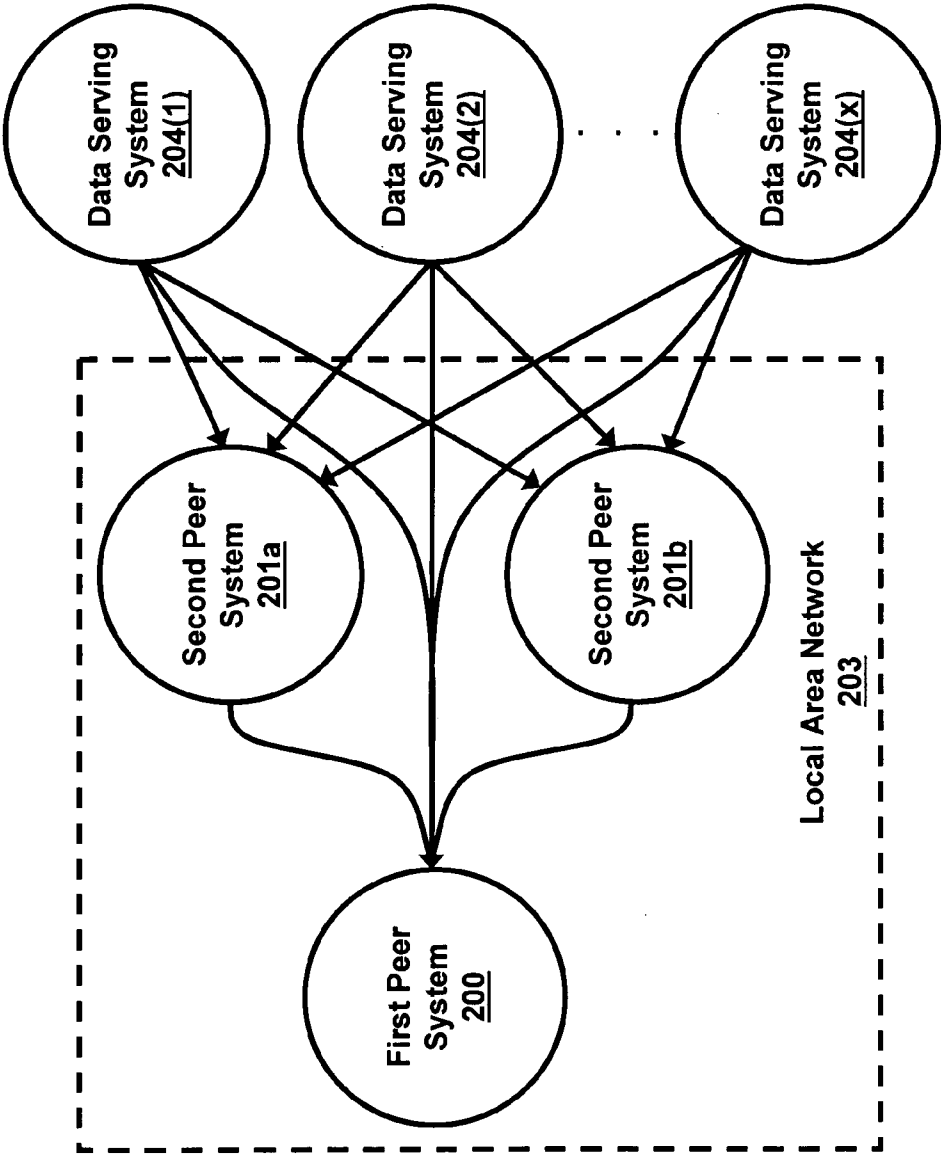 Data Serving
System
204(1)
Data Serving
System
204(2)
. . . .
Data Serving
System
204(x)
Second Peer
System
201a
Second Peer
System
201b
First Peer
System
200
Local Area Network
203